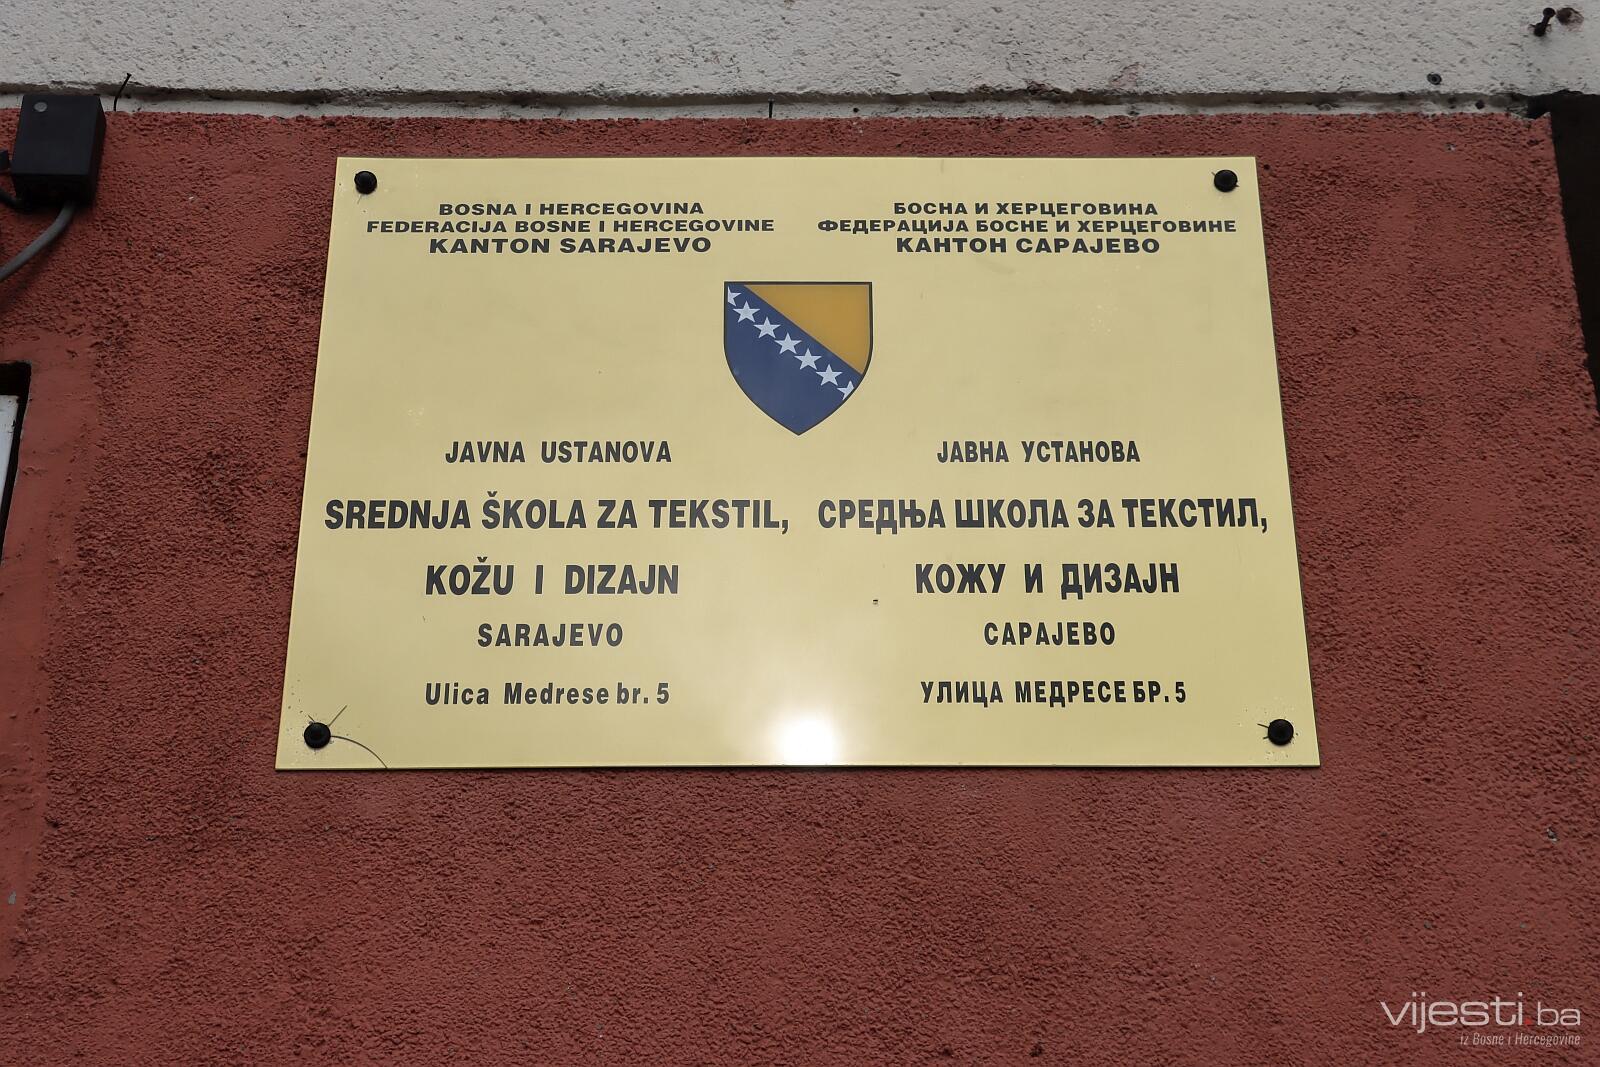 BOSNA I HERCEGOVINA
FEDERACIJA BOSNE I HERCEGOVINE
KANTON SARAJEVO
БОСНА И ХЕРЦЕГОВИНА
ФЕДЕРАЦИЈА БОСНЕ И ХЕРЦЕГОВИНЕ
КАНТОН САРАЈЕВО
JAVNA USTANOVA
SREDNJA ŠKOLA ZA TEKSTIL,
KOŽU I DIZAJN
SARAJEVO
Ulica Medrese br. 5
ЈАВНА УСТАНОВА
СРЕДЊА ШКОЛА ЗА ТЕКСТИЛ,
КОЖУ И ДИЗАЈН
САРАЈЕВО
УЛИЦА МЕДРЕСЕ БР. 5
vijesti.ba
iz Bosne i Hercegovine